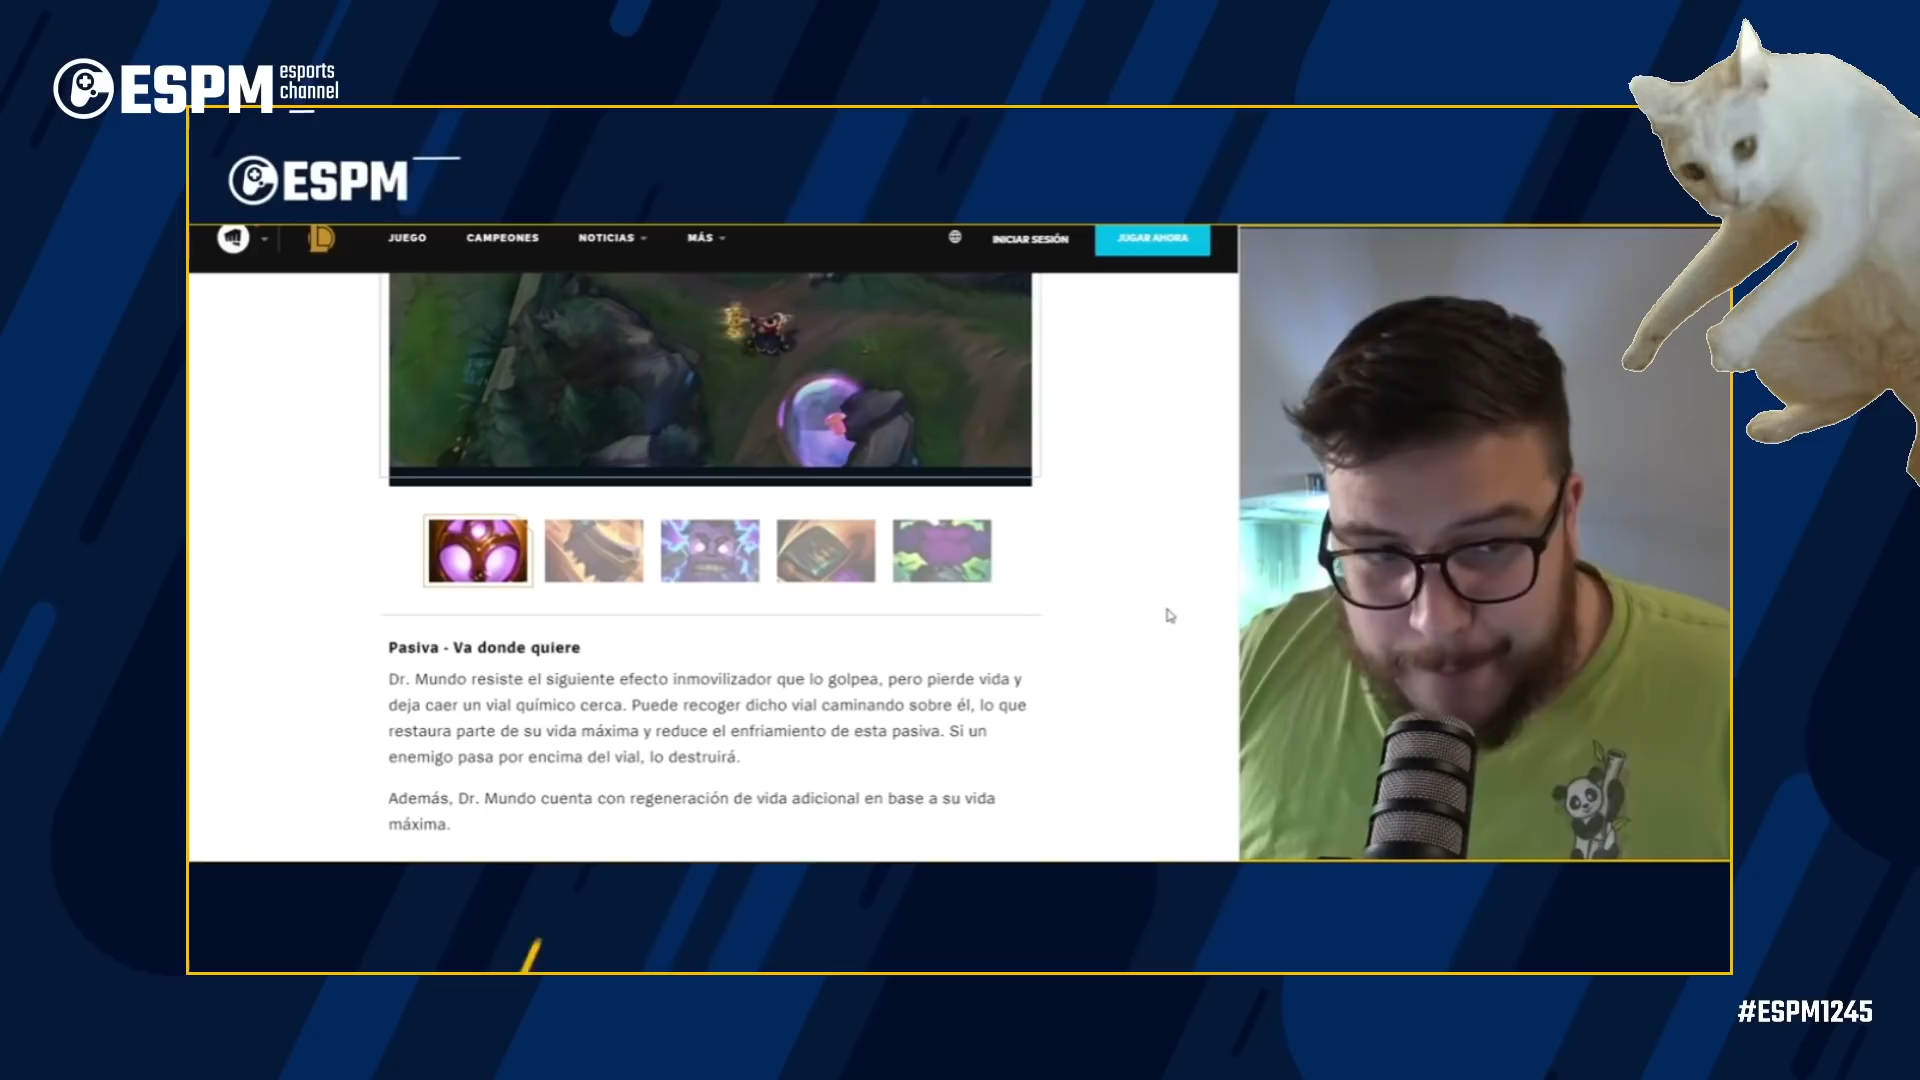 ESPM esports
channel
ESPM
JUEGO CAMPEONES NOTICIAS MÁS INICIAR SESIÓN JUGAR AHORA
Pasiva - Va donde quiere
Dr. Mundo resiste el siguiente efecto inmovilizador que lo golpea, pero pierde vida y
deja caer un vial químico cerca. Puede recoger dicho vial caminando sobre él, lo que
restaura parte de su vida máxima y reduce el enfriamiento de esta pasiva. Si un
enemigo pasa por encima del vial, lo destruirá.
Además, Dr. Mundo cuenta con regeneración de vida adicional en base a su vida
máxima.
#ESPM1245